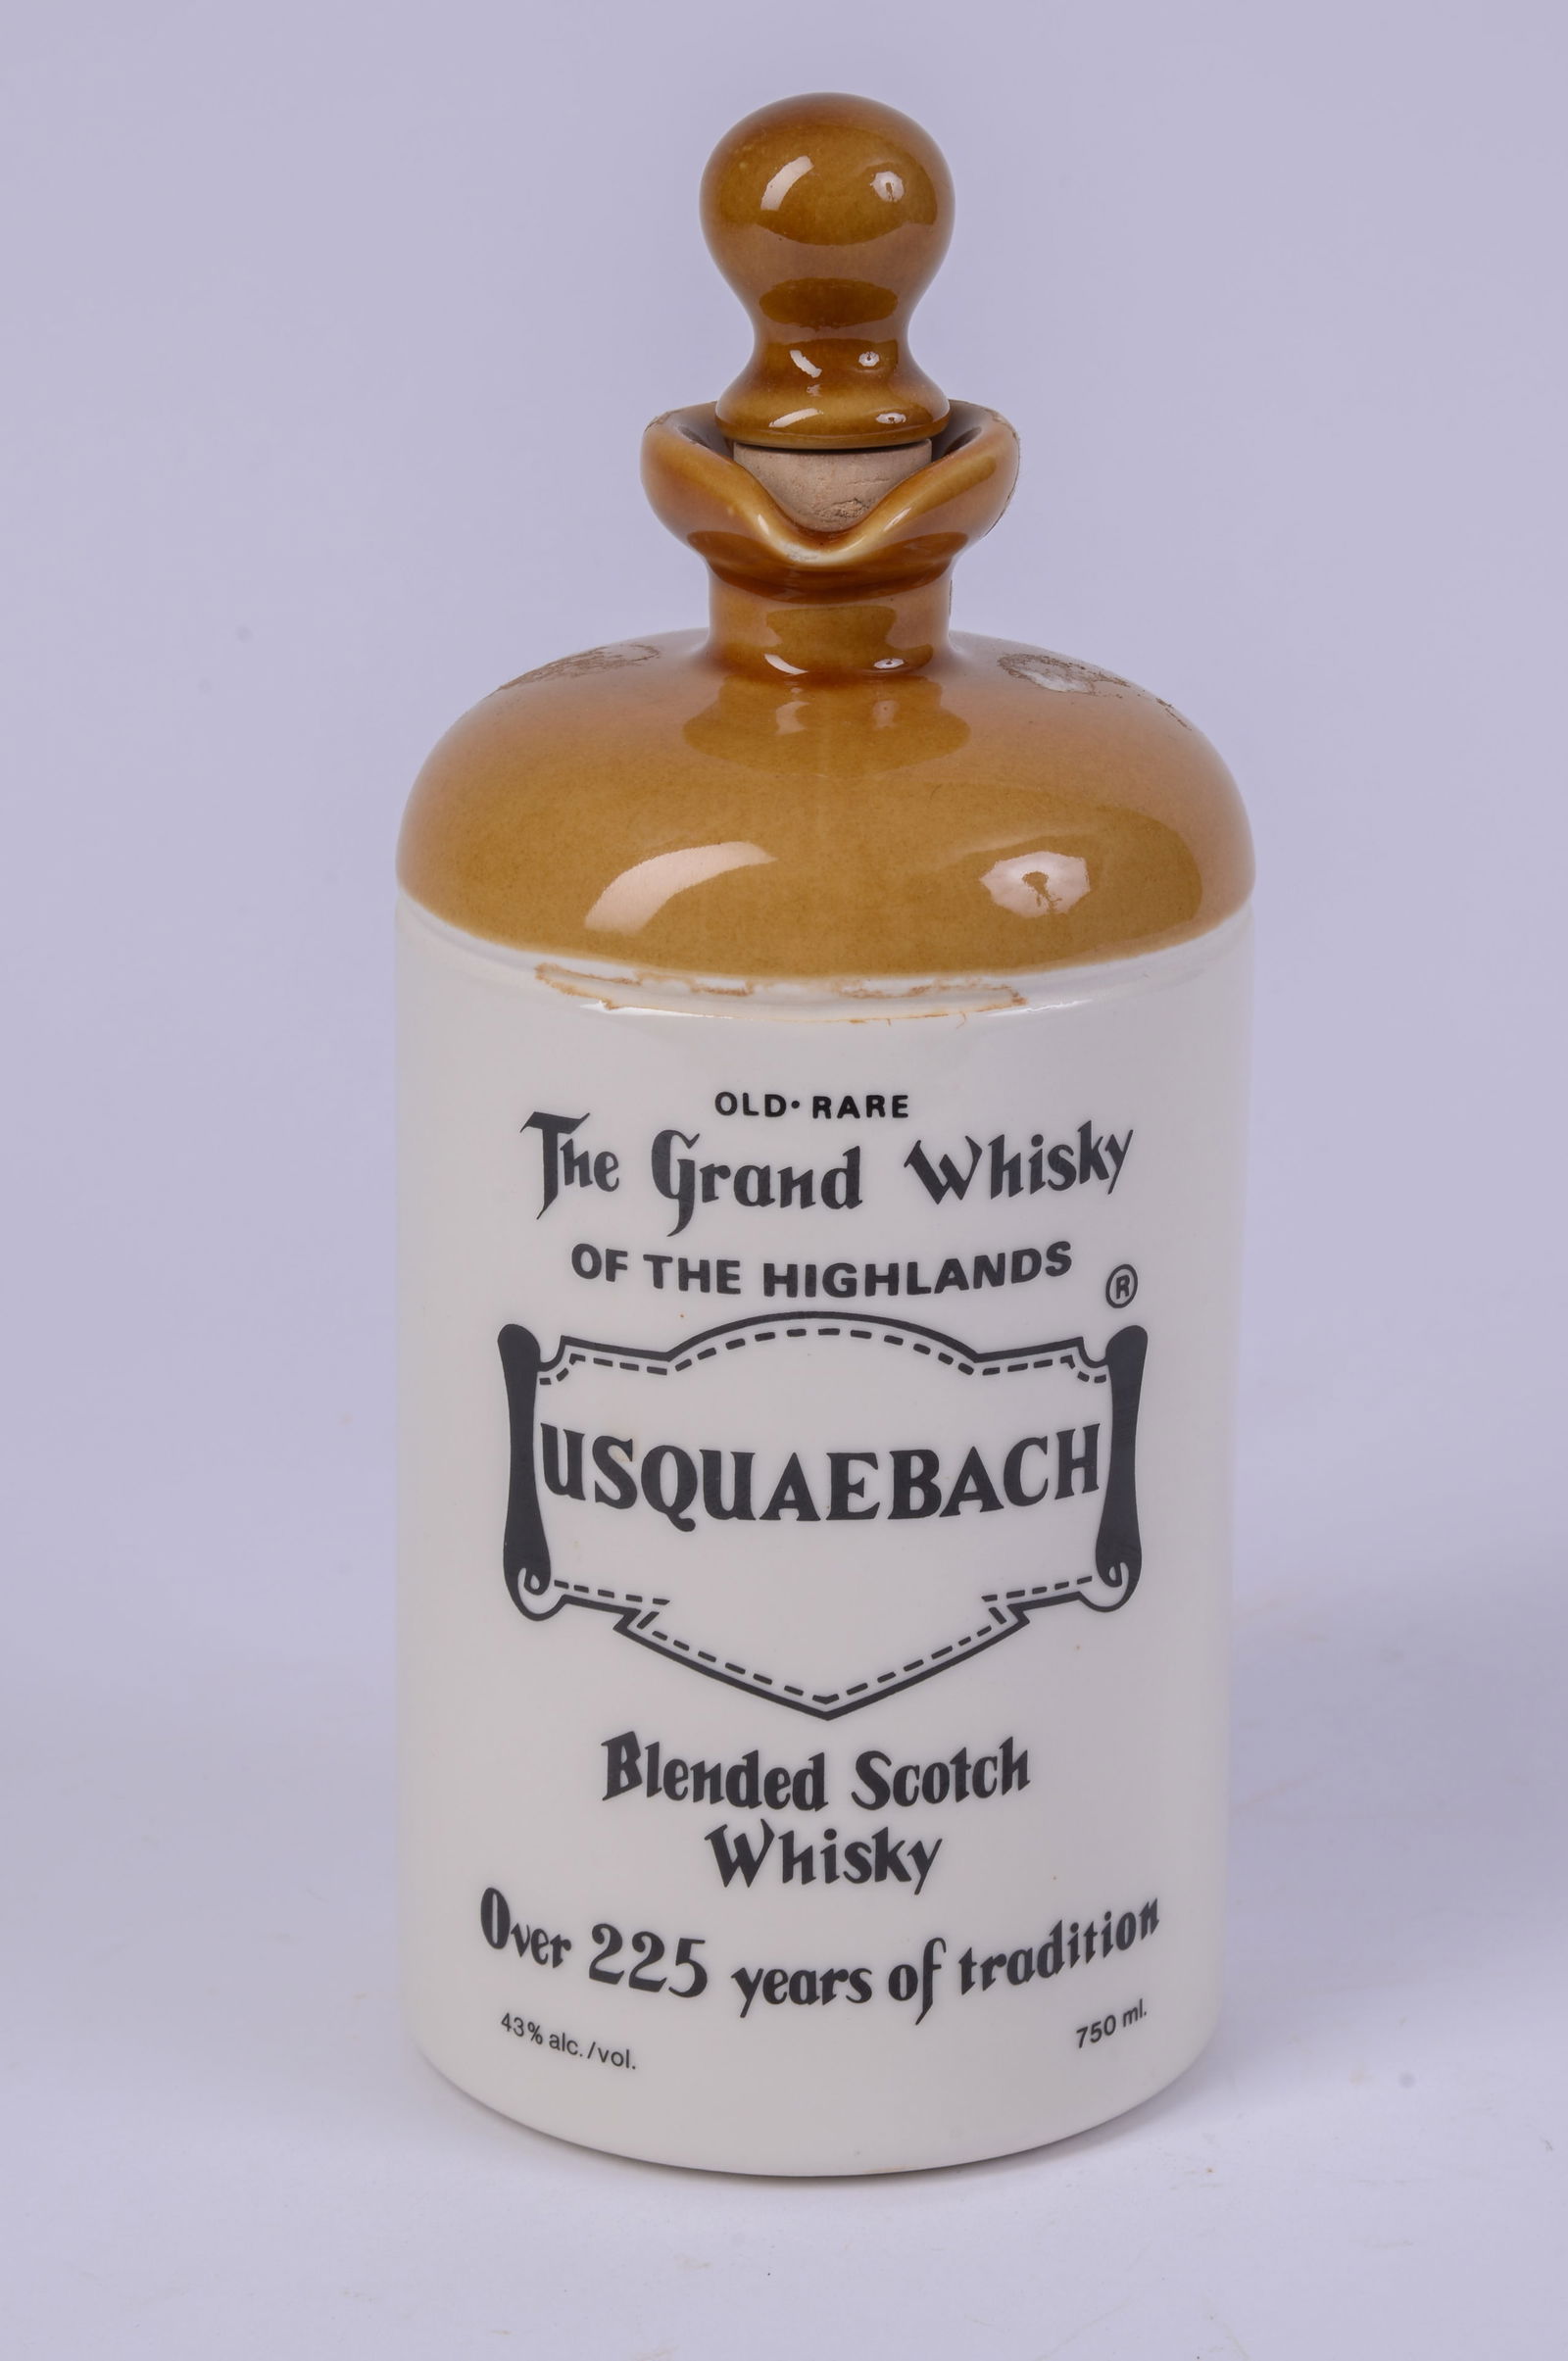 OLD • RARE
The Grand Whisky
OF THE HIGHLANDS
®
USQUAEBACH
Blended Scotch
Whisky
Over 225 years of tradition
43% alc./vol.
750 ml.